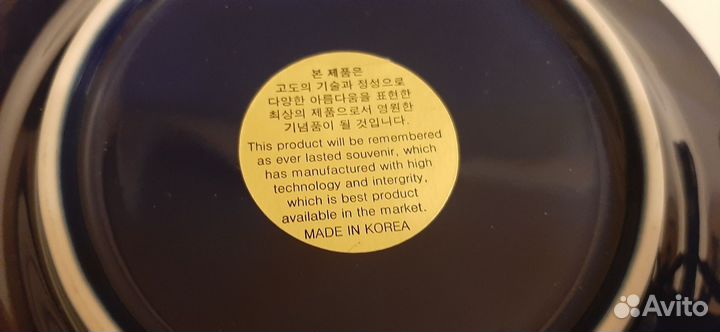 본 제품은
고도의 기술과 정성으로
다양한 아름다움을 표현한
최상의 제품으로서 영원한
기념품이 될 것입니다.
This product will be remembered
as ever lasted souvenir, which
has manufactured with high
technology and intergrity,
which is best product
available in the market.
MADE IN KOREA
Avito